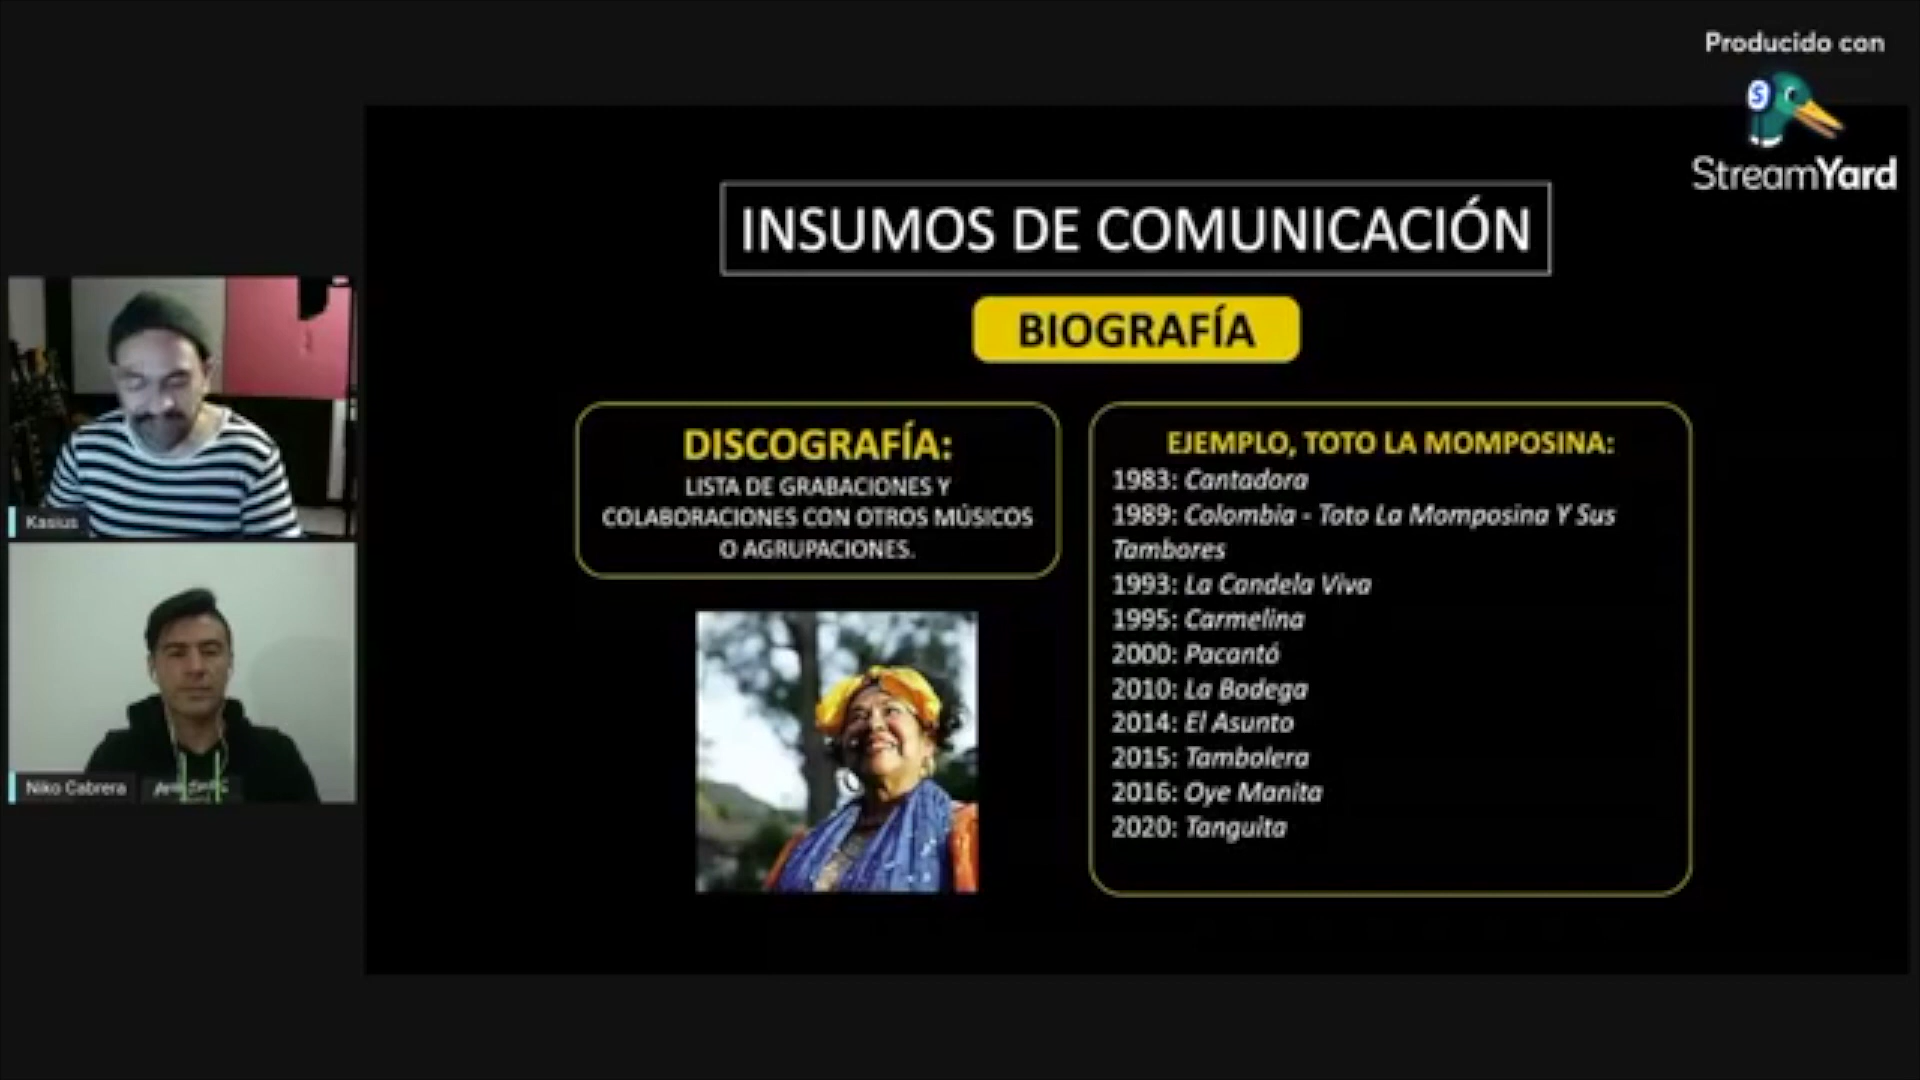 Producido con
StreamYard
INSUMOS DE COMUNICACIÓN
BIOGRAFÍA
DISCOGRAFÍA:
LISTA DE GRABACIONES Y
COLABORACIONES CON OTROS MÚSICOS
O AGRUPACIONES.
EJEMPLO, TOTO LA MOMPOSINA:
1983: Cantadora
1989: Colombia - Toto La Momposina Y Sus
Tambores
1993: La Candela Viva
1995: Carmelina
2000: Pacantó
2010: La Bodega
2014: El Asunto
2015: Tambolera
2016: Oye Manita
2020: Tanguita
Kasius
Niko Cabrera